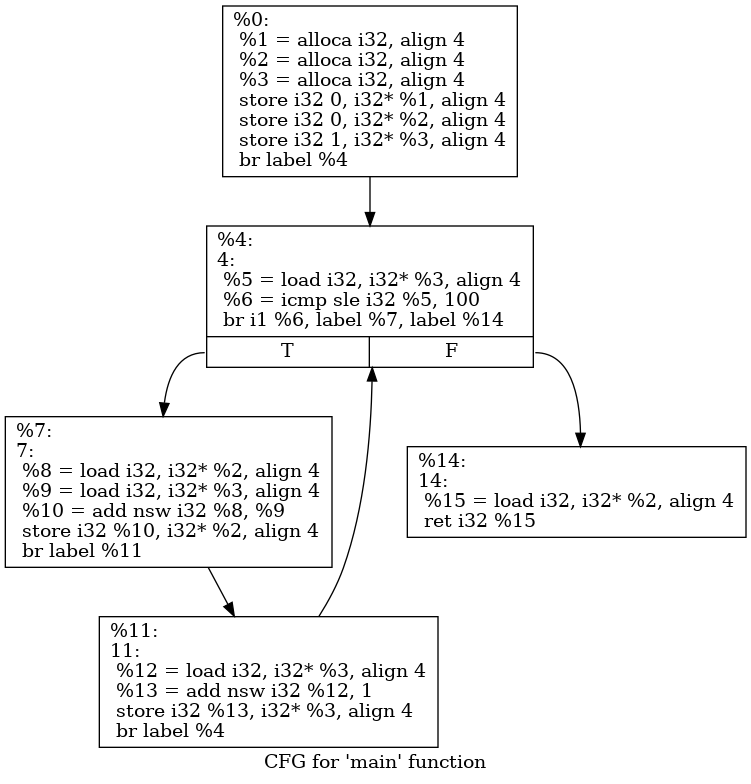 %0:
%1 = alloca i32, align 4
%2 = alloca i32, align 4
%3 = alloca i32, align 4
store i32 0, i32* %1, align 4
store i32 0, i32* %2, align 4
store i32 1, i32* %3, align 4
br label %4
%4:
4:
%5 = load i32, i32* %3, align 4
%6 = icmp sle i32 %5, 100
br i1 %6, label %7, label %14
T
F
%7:
7:
%8 = load i32, i32* %2, align 4
%9 = load i32, i32* %3, align 4
%10 = add nsw i32 %8, %9
store i32 %10, i32* %2, align 4
br label %11
%14:
14:
%15 = load i32, i32* %2, align 4
ret i32 %15
%11:
11:
%12 = load i32, i32* %3, align 4
%13 = add nsw i32 %12, 1
store i32 %13, i32* %3, align 4
br label %4
CFG for 'main' function